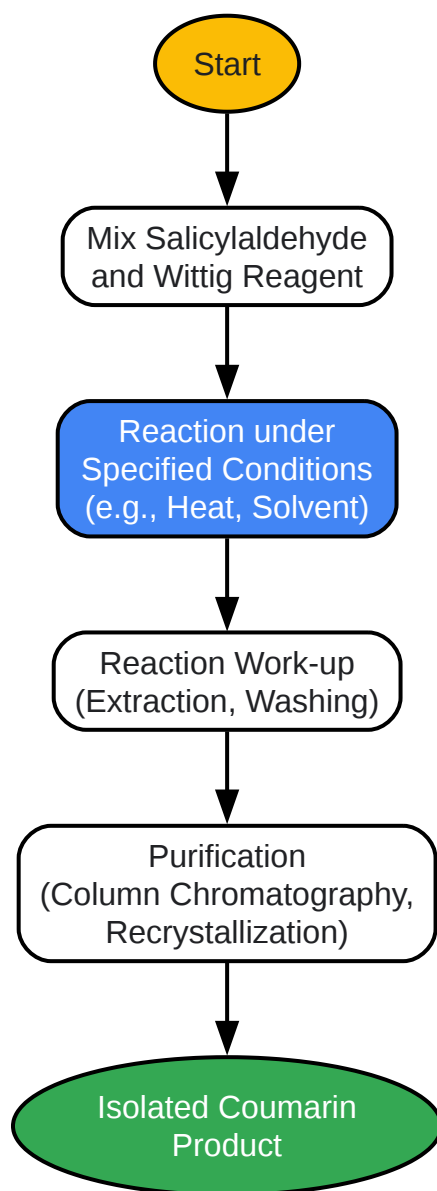 Start
Mix Salicylaldehyde
and Wittig Reagent
Reaction under
Specified Conditions
(e.g., Heat, Solvent)
Reaction Work-up
(Extraction, Washing)
Purification
(Column Chromatography,
Recrystallization)
Isolated Coumarin
Product